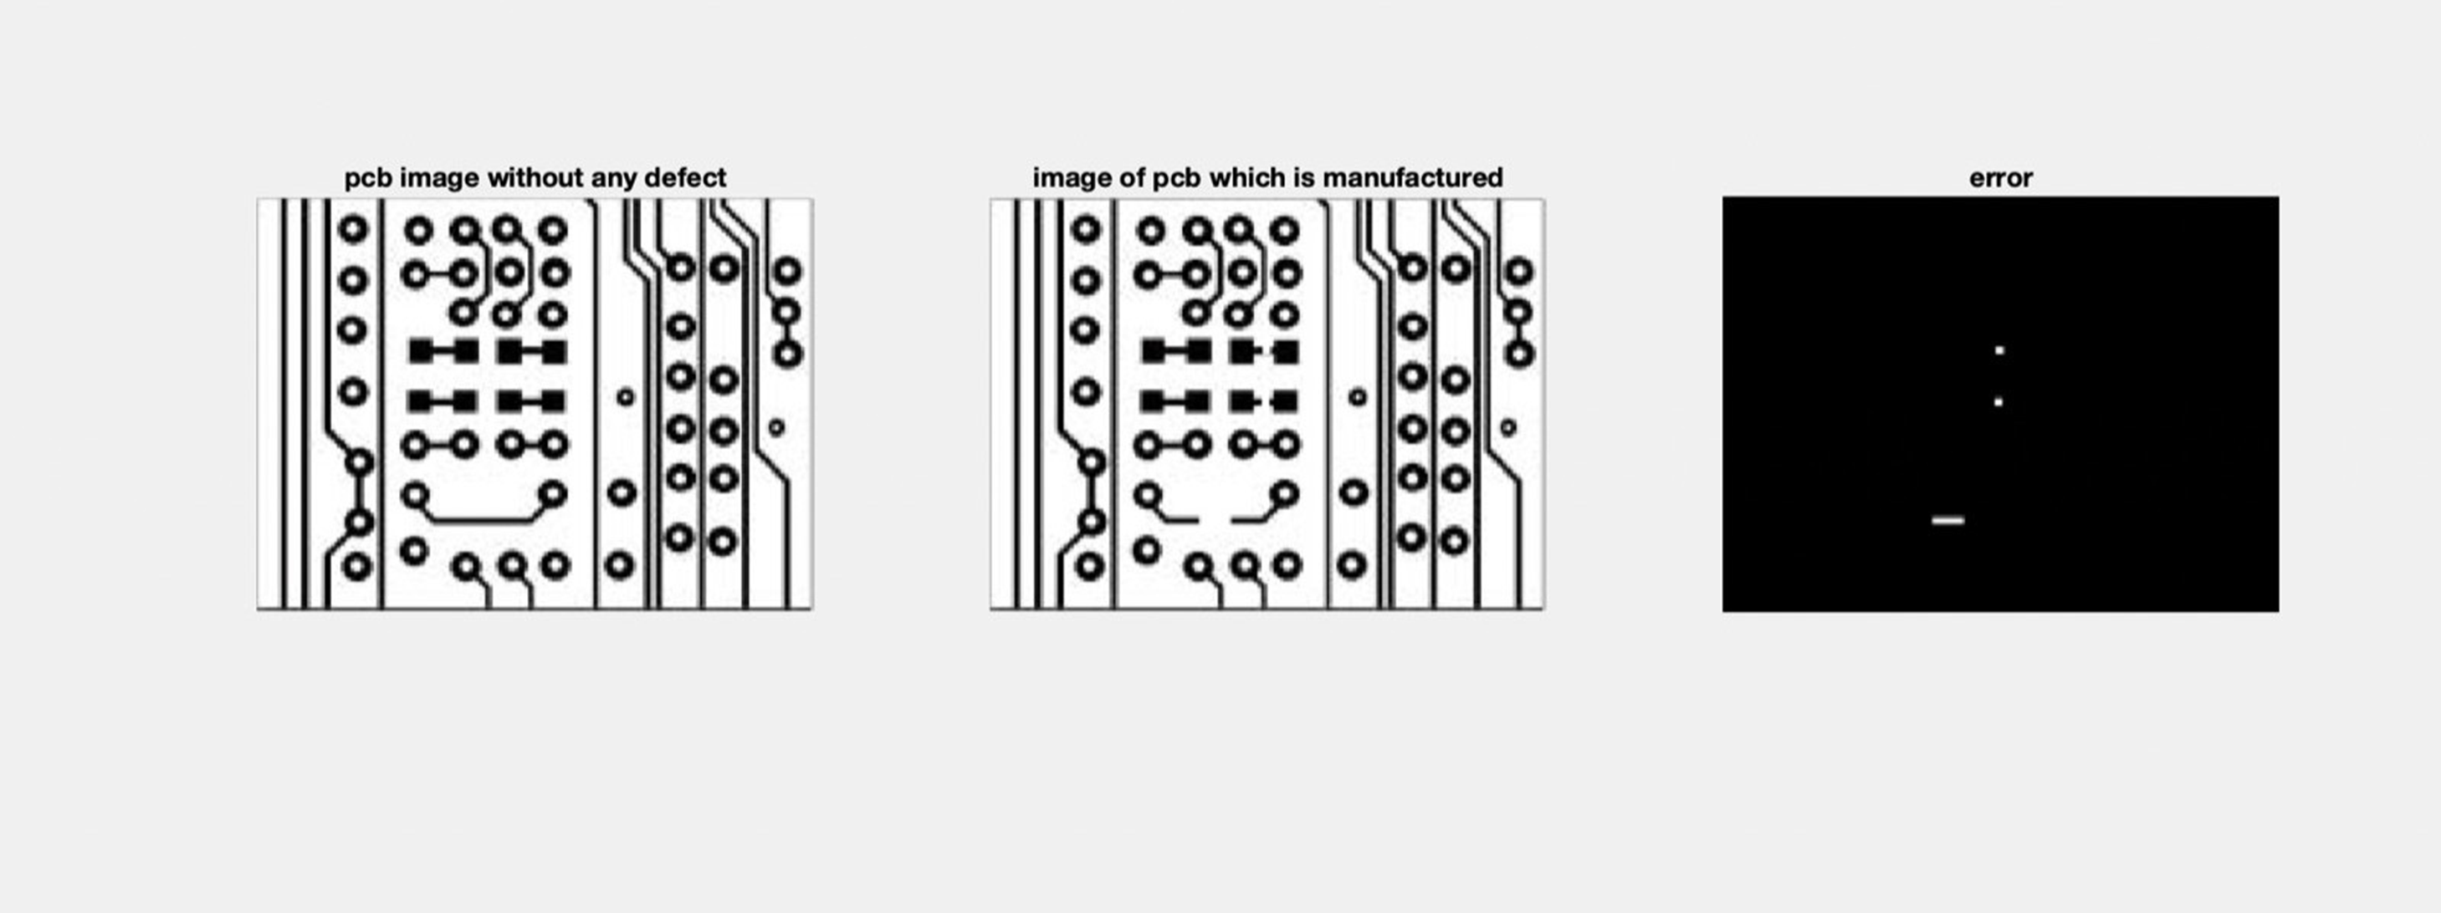 pcb image without any defect
image of pcb which is manufactured
error